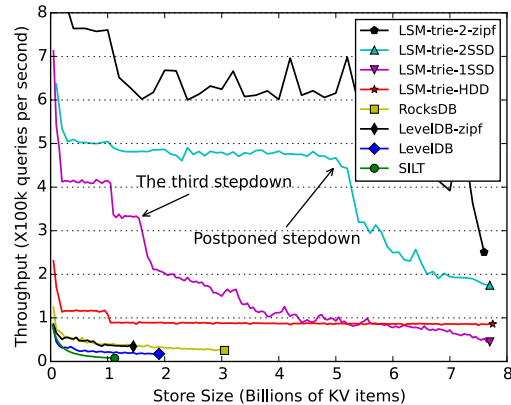 8
7
6
5
4
3
2
1
0
0 1 2 3 4 5 6 7 8
Throughput (X100k queries per second)
Store Size (Billions of KV items)
LSM-trie-2-zipf
LSM-trie-2SSD
LSM-trie-1SSD
LSM-trie-HDD
RocksDB
LevelDB-zipf
LevelDB
SILT
The third stepdown
Postponed stepdown